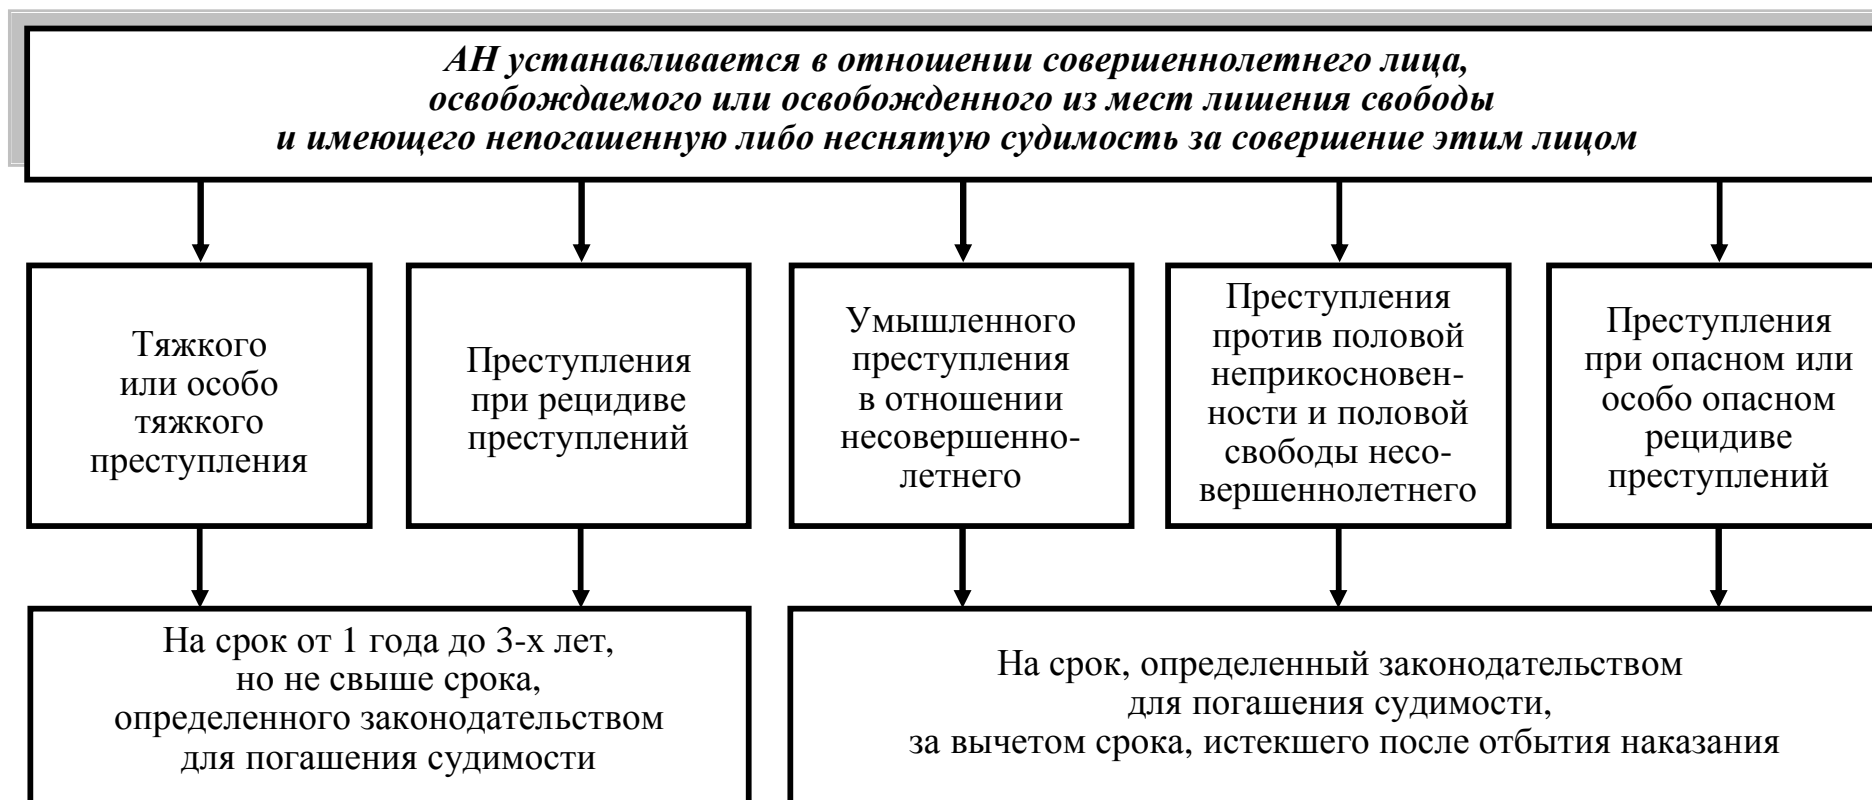 АН устанавливается в отношении совершеннолетнего лица,
освобождаемого или освобожденного из мест лишения свободы
и имеющего непогашенную либо неснятую судимость за совершение этим лицом
Тяжкого
или особо
тяжкого
преступления
Преступления
при рецидиве
преступлений
Умышленного
преступления
в отношении
несовершенно-
летнего
Преступления
против половой
неприкосновен-
ности и половой
свободы несо-
вершеннолетнего
Преступления
при опасном или
особо опасном
рецидиве
преступлений
На срок от 1 года до 3-х лет,
но не свыше срока,
определенного законодательством
для погашения судимости
На срок, определенный законодательством
для погашения судимости,
за вычетом срока, истекшего после отбытия наказания